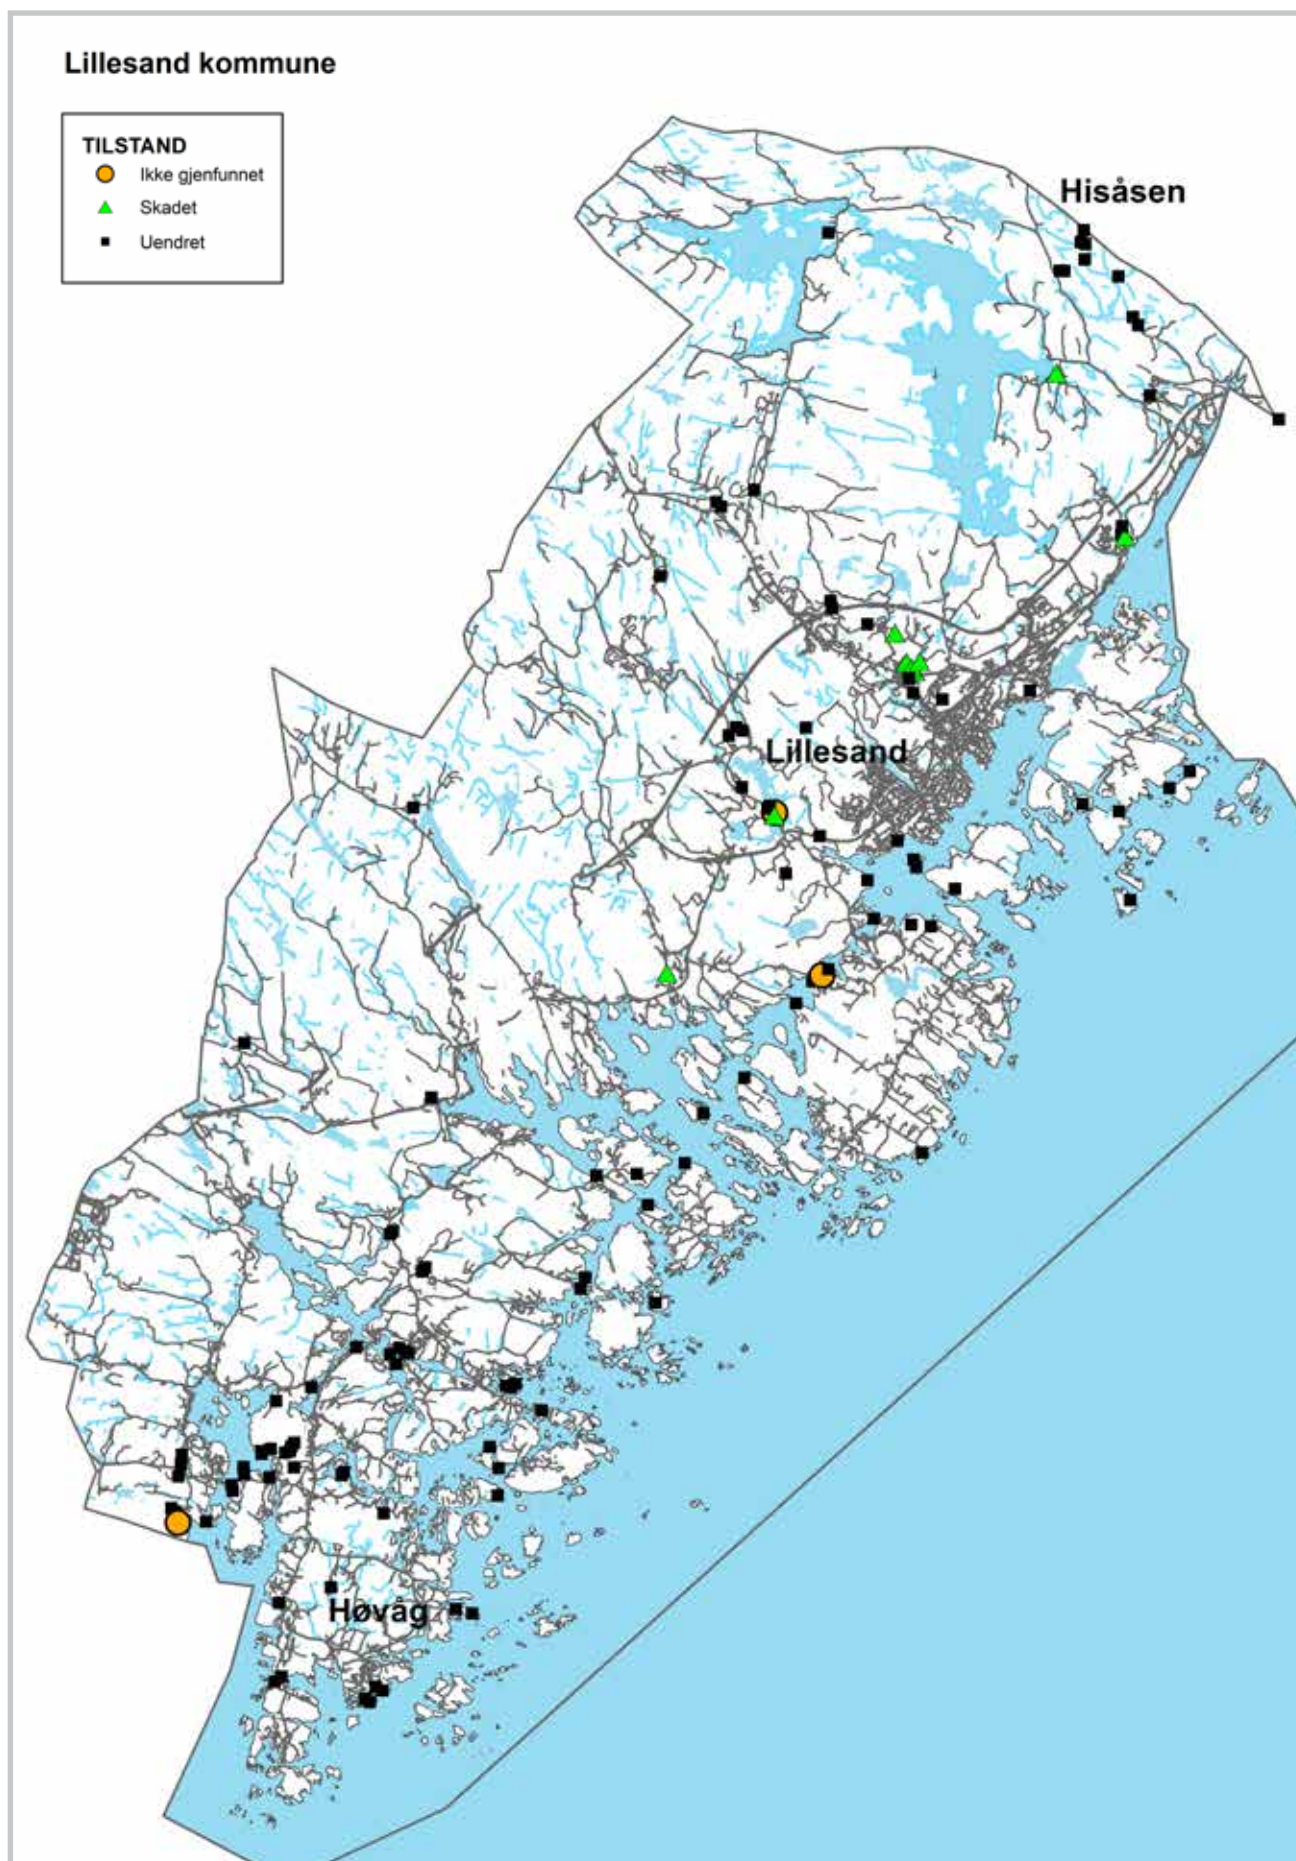 Lillesand kommune
TILSTAND
Ikke gjenfunnet
Skadet
Uendret
Hisåsen
Lillesand
Høvåg